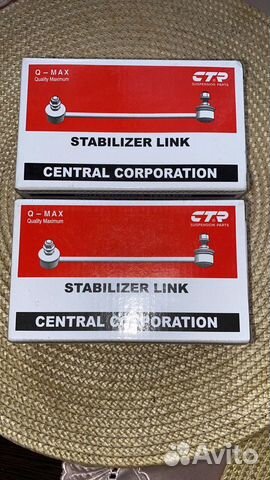 Q – MAX
Quality Maximum
CTR
SUSPENSION PARTS
STABILIZER LINK
CENTRAL CORPORATION
Q – MAX
Quality Maximum
CTR
SUSPENSION PARTS
STABILIZER LINK
CENTRAL CORPORATION
Avito